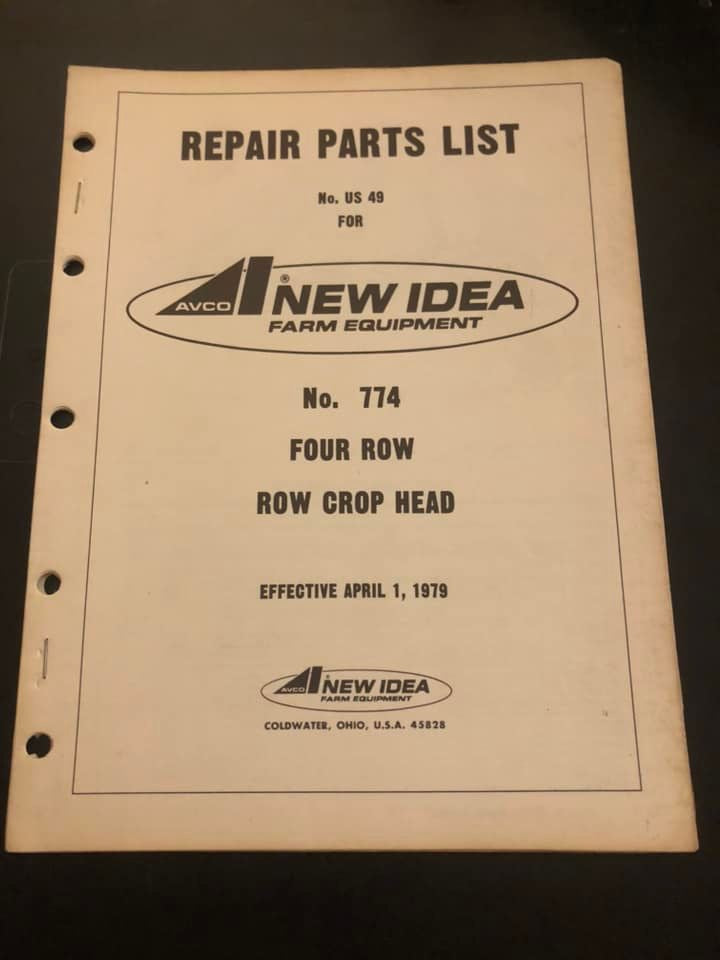 REPAIR PARTS LIST
No. US 49
FOR
AVCO NEW IDEA®
FARM EQUIPMENT
No. 774
FOUR ROW
ROW CROP HEAD
EFFECTIVE APRIL 1, 1979
AVCO NEW IDEA
FARM EQUIPMENT
COLDWATER, OHIO, U.S.A. 45828